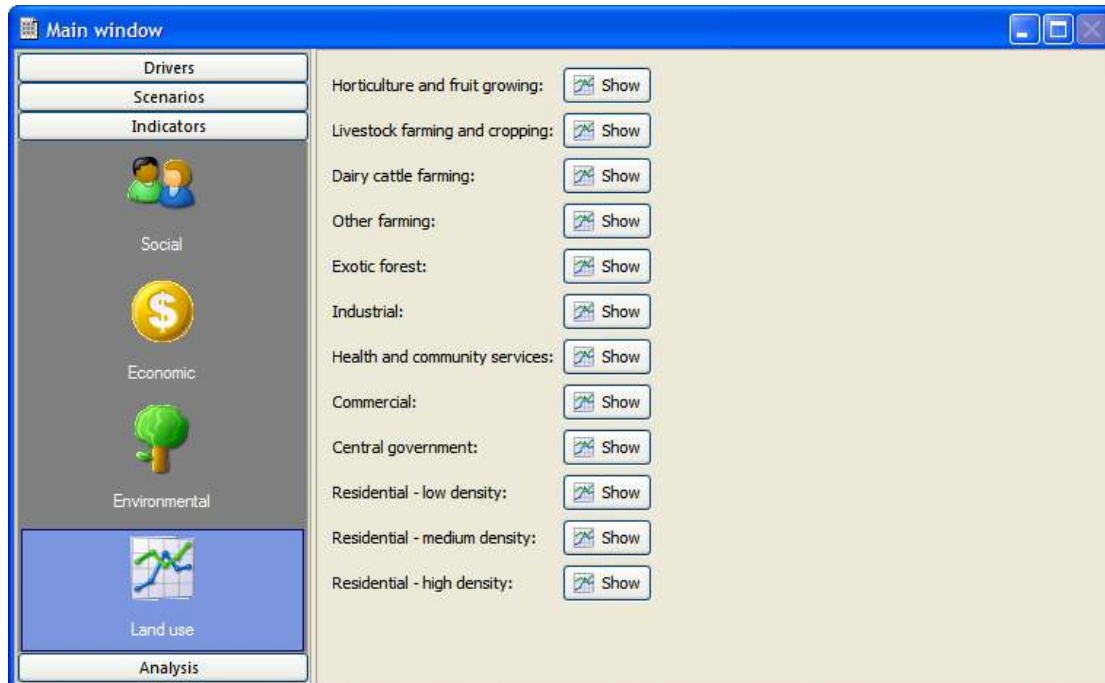 Main window
Drivers
Scenarios
Indicators
Social
Economic
Environmental
Land use
Analysis
Horticulture and fruit growing: Show
Livestock farming and cropping: Show
Dairy cattle farming: Show
Other farming: Show
Exotic forest: Show
Industrial: Show
Health and community services: Show
Commercial: Show
Central government: Show
Residential - low density: Show
Residential - medium density: Show
Residential - high density: Show